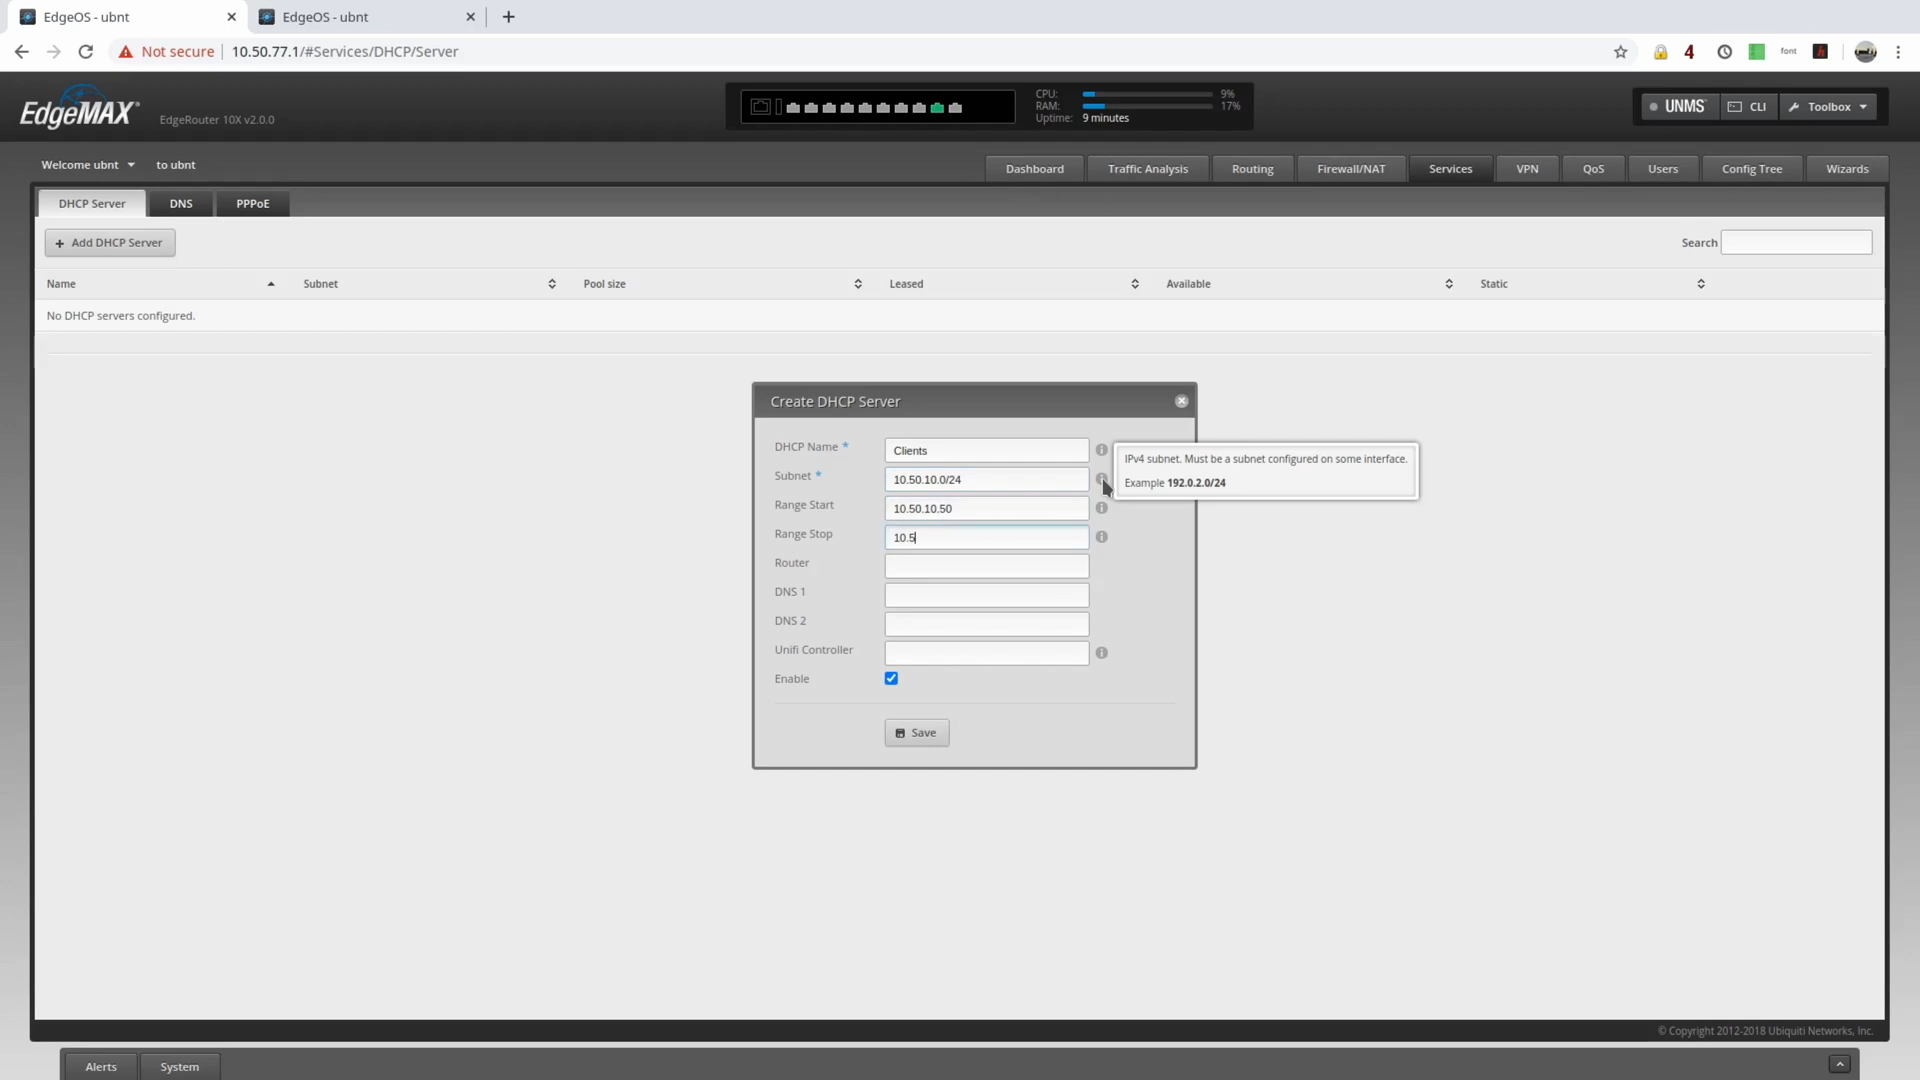 EdgeOS - ubnt
EdgeOS - ubnt
Not secure 10.50.77.1/#Services/DHCP/Server
4 font h
EdgeMAX EdgeRouter 10X v2.0.0
CPU: 9%
RAM: 17%
Uptime: 9 minutes
UNMS CLI Toolbox
Welcome ubnt to ubnt
Dashboard Traffic Analysis Routing Firewall/NAT Services VPN QoS Users Config Tree Wizards
DHCP Server DNS PPPoE
+ Add DHCP Server
Search
Name Subnet Pool size Leased Available Static
No DHCP servers configured.
Create DHCP Server
DHCP Name * Clients
Subnet * 10.50.10.0/24
Range Start 10.50.10.50
Range Stop 10.5
Router
DNS 1
DNS 2
Unifi Controller
Enable
Save
IPv4 subnet. Must be a subnet configured on some interface.
Example 192.0.2.0/24
© Copyright 2012-2018 Ubiquiti Networks, Inc.
Alerts System